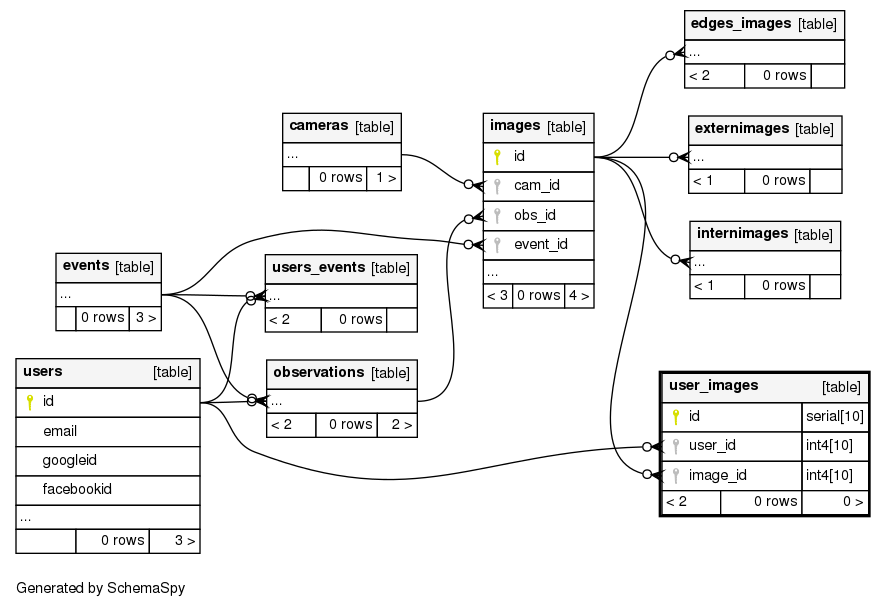 edges_images [table]
...
< 2 0 rows
cameras [table]
...
0 rows 1 >
images [table]
id
cam_id
obs_id
event_id
...
< 3 0 rows 4 >
externimages [table]
...
< 1 0 rows
internimages [table]
...
< 1 0 rows
events [table]
...
0 rows 3 >
users_events [table]
...
< 2 0 rows
users [table]
id
email
googleid
facebookid
...
0 rows 3 >
observations [table]
...
< 2 0 rows 2 >
user_images [table]
id serial[10]
user_id int4[10]
image_id int4[10]
< 2 0 rows 0 >
Generated by SchemaSpy